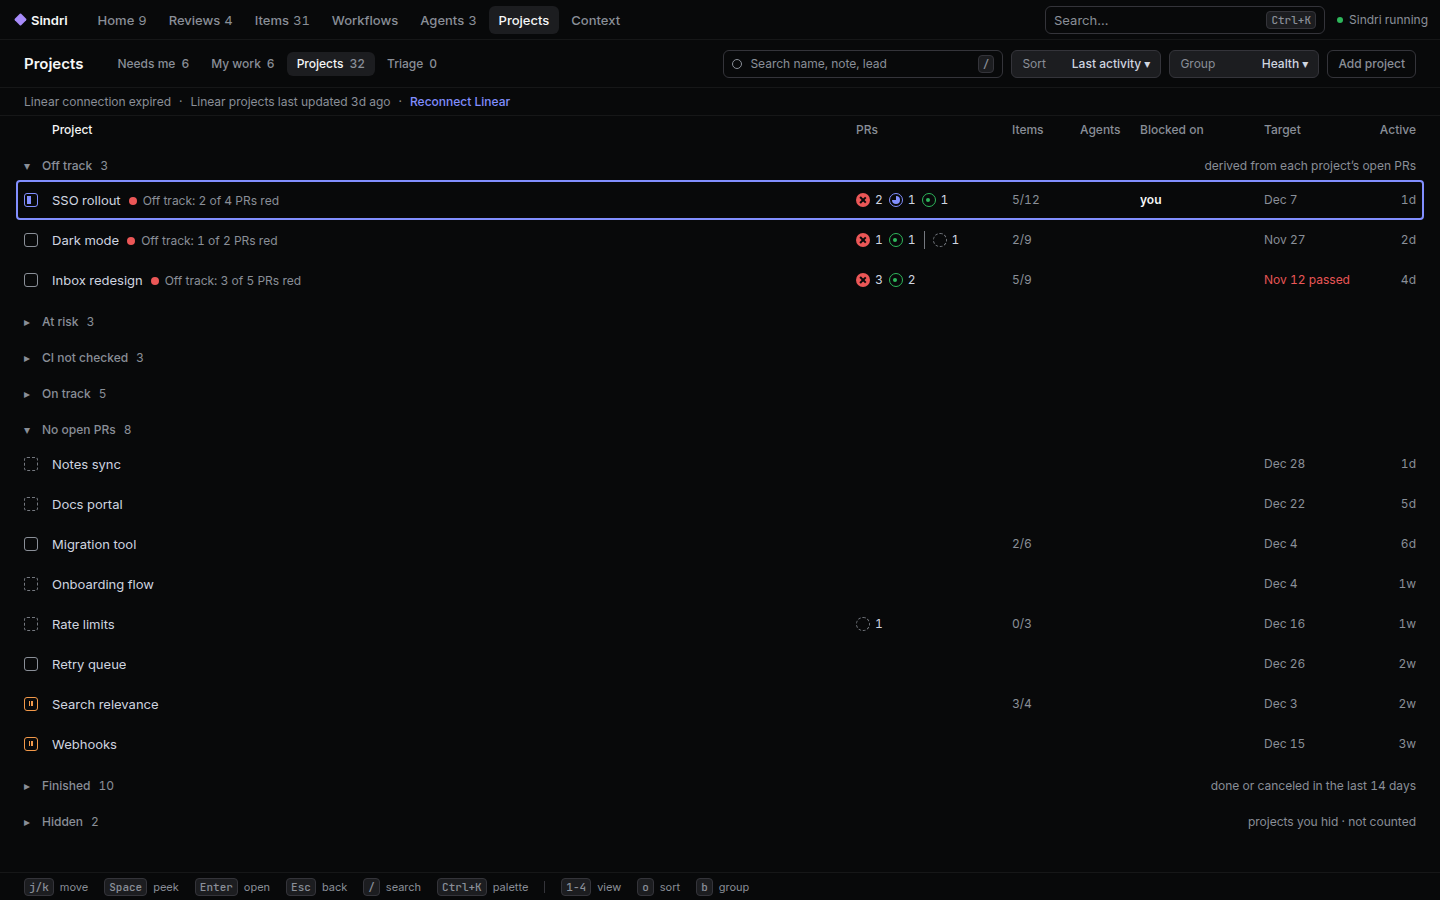 Sindri Home 9 Reviews 4 Items 31 Workflows Agents 3 Projects Context Search... Ctrl+K Sindri running
Projects Needs me 6 My work 6 Projects 32 Triage 0 Search name, note, lead / Sort Last activity ▾ Group Health ▾ Add project
Linear connection expired · Linear projects last updated 3d ago · Reconnect Linear
Project PRs Items Agents Blocked on Target Active
▾ Off track 3 derived from each project's open PRs
SSO rollout Off track: 2 of 4 PRs red 2 1 1 5/12 you Dec 7 1d
Dark mode Off track: 1 of 2 PRs red 1 1 1 2/9 Nov 27 2d
Inbox redesign Off track: 3 of 5 PRs red 3 2 5/9 Nov 12 passed 4d
▸ At risk 3
▸ CI not checked 3
▸ On track 5
▾ No open PRs 8
Notes sync Dec 28 1d
Docs portal Dec 22 5d
Migration tool 2/6 Dec 4 6d
Onboarding flow Dec 4 1w
Rate limits 1 0/3 Dec 16 1w
Retry queue Dec 26 2w
Search relevance 3/4 Dec 3 2w
Webhooks Dec 15 3w
▸ Finished 10 done or canceled in the last 14 days
▸ Hidden 2 projects you hid · not counted
j/k move Space peek Enter open Esc back / search Ctrl+K palette 1-4 view o sort b group